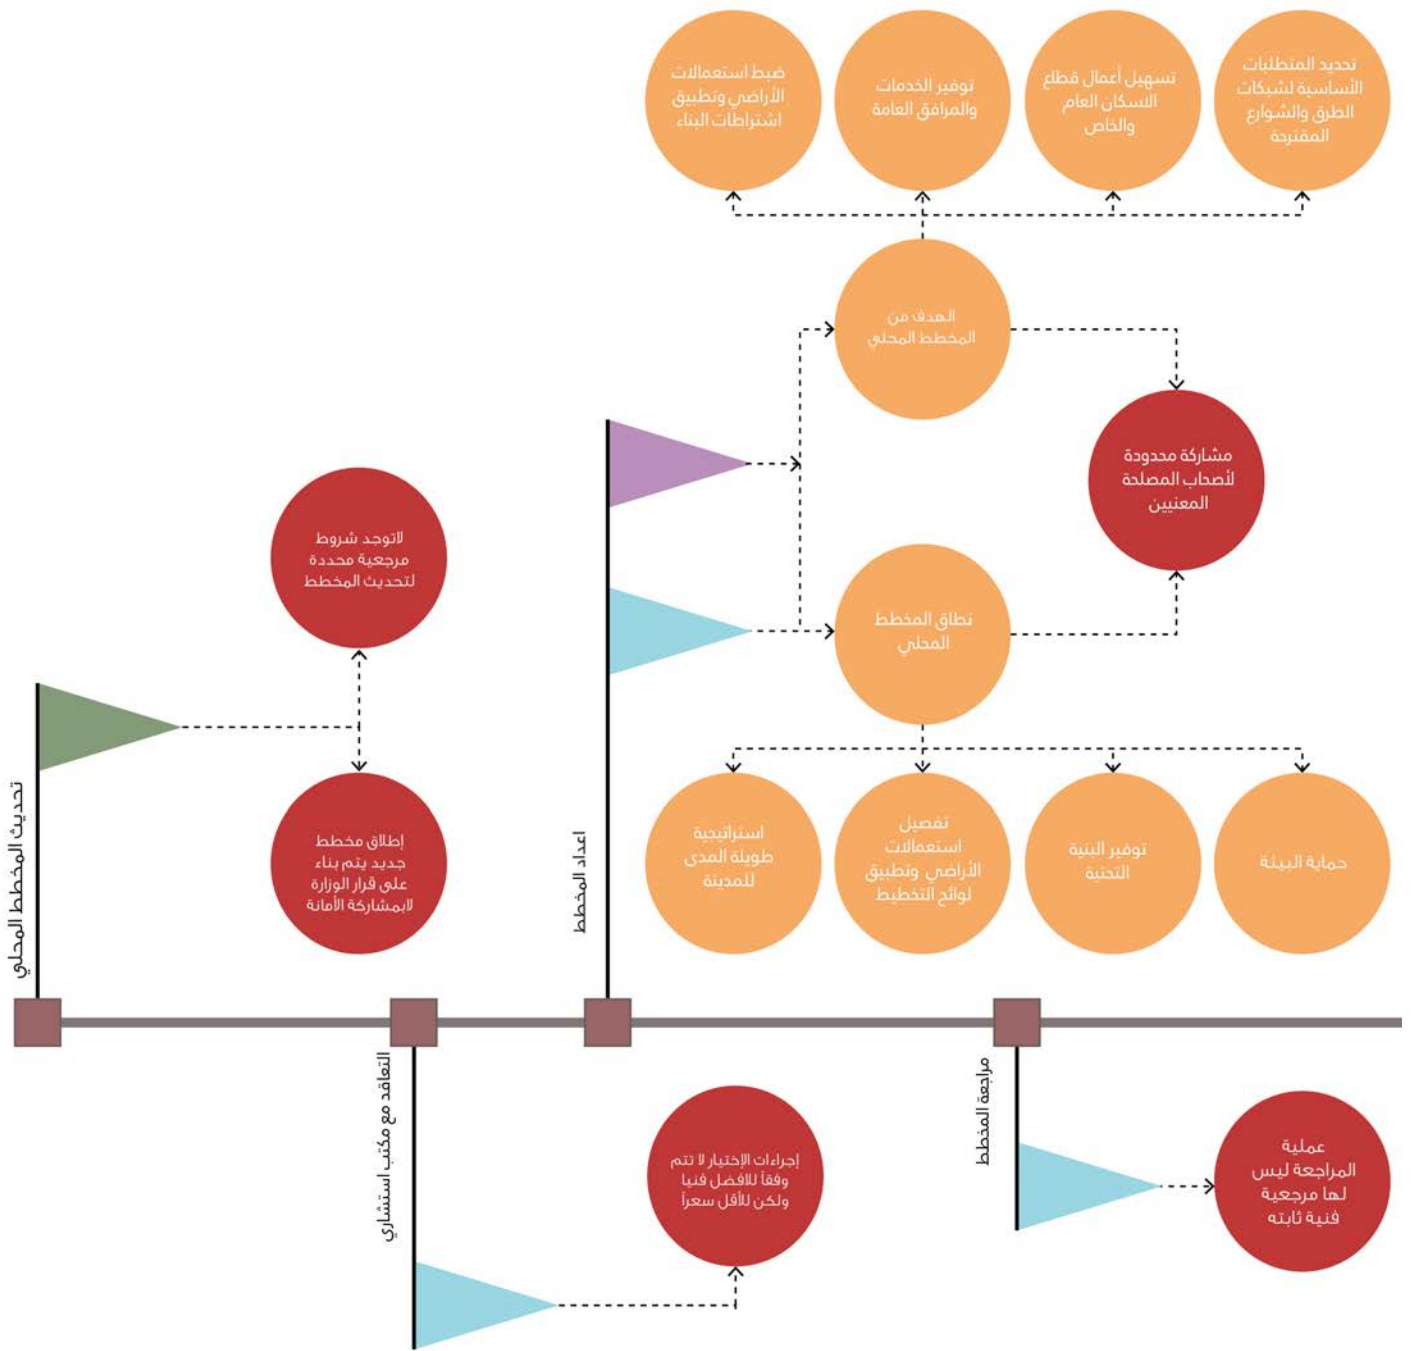 تحديد المتطلبات
الأساسية لشبكات
الطرق والشوارع
المقترحة
تسهيل أعمال قطاع
الاسكان العام
والخاص
توفير الخدمات
والمرافق العامة
ضبط استعمالات
الأراضي وتطبيق
اشتراطات البناء
الهدف من
المخطط المحلي
مشاركة محدودة
لأصحاب المصلحة
المعنيين
نطاق المخطط
المحلي
لاتوجد شروط
مرجعية محددة
لتحديث المخطط
إطلاق مخطط
جديد يتم بناء
على قرار الوزارة
لابمشاركة الأمانة
حماية البيئة
توفير البنية
التحتية
تفصيل
استعمالات
الأراضي وتطبيق
لوائح التخطيط
استراتيجية
طويلة المدى
للمدينة
تحديث المخطط المحلي
اعداد المخطط
التعاقد مع مكتب استشاري
مراجعة المخطط
إجراءات الإختيار لا تتم
وفقاً للافضل فنيا
ولكن للأقل سعراً
عملية
المراجعة ليس
لها مرجعية
فنية ثابته